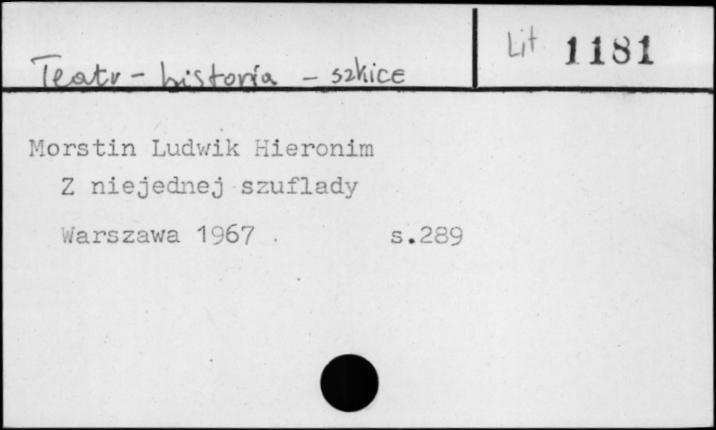 Teatr - historia - szkice
Lit 1181
Morstin Ludwik Hieronim
Z niejednej szuflady
Warszawa 1967 . s.289